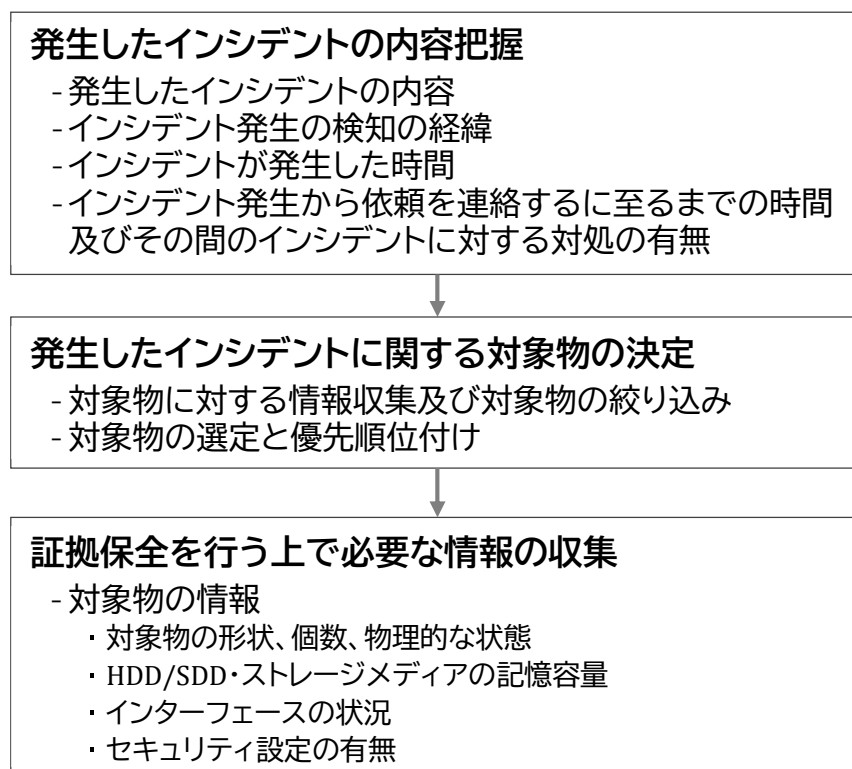 発生したインシデントの内容把握
- 発生したインシデントの内容
- インシデント発生の検知の経緯
- インシデントが発生した時間
- インシデント発生から依頼を連絡するに至るまでの時間
及びその間のインシデントに対する対処の有無
発生したインシデントに関する対象物の決定
- 対象物に対する情報収集及び対象物の絞り込み
- 対象物の選定と優先順位付け
証拠保全を行う上で必要な情報の収集
- 対象物の情報
・対象物の形状、個数、物理的な状態
・HDD/SDD・ストレージメディアの記憶容量
・インターフェースの状況
・セキュリティ設定の有無